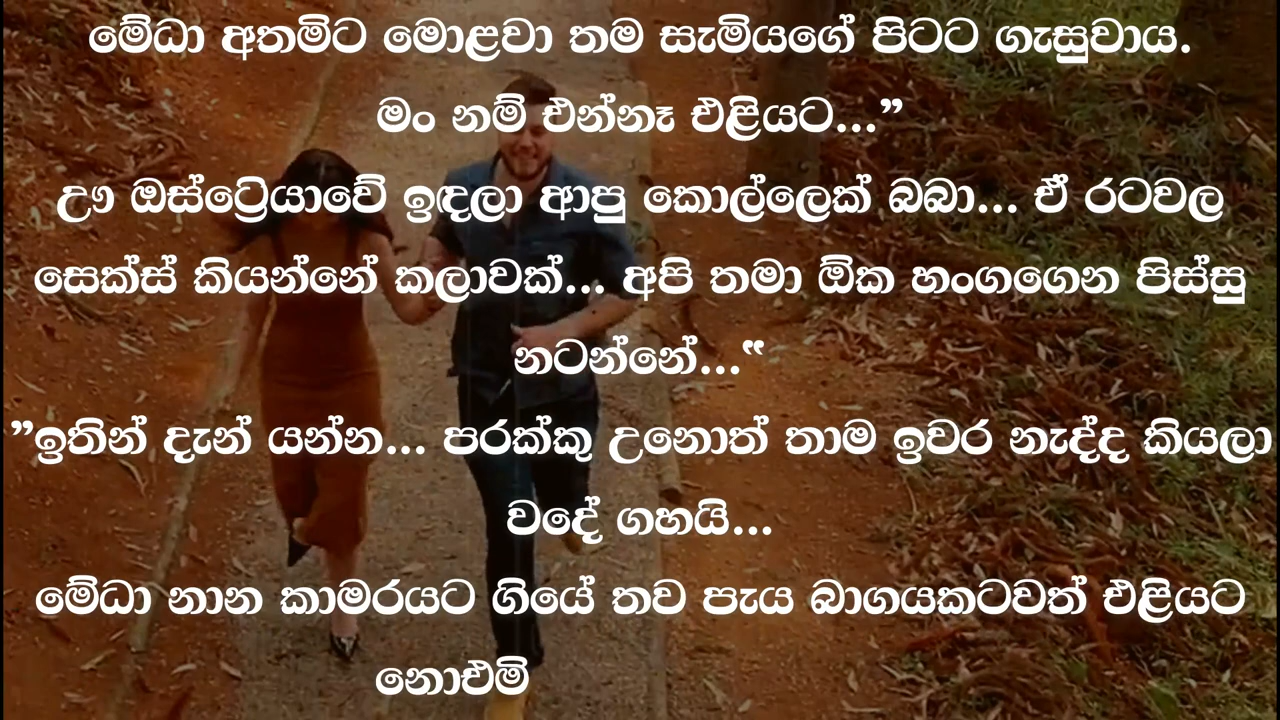 මේධා අතමිට මොළවා තම සැමියගේ පිටට ගැසුවාය.
මං නම් එන්නෑ එළියට...”
ඌ ඔස්ට්‍රේයාවේ ඉඳලා ආපු කොල්ලෙක් බබා... ඒ රටවල
සෙක්ස් කියන්නේ කලාවක්... අපි තමා ඕක හංගගෙන පිස්සු
නටන්නේ...“
”ඉතින් දැන් යන්න... පරක්කු උනොත් තාම ඉවර නැද්ද කියලා
වදේ ගහයි...
මේධා නාන කාමරයට ගියේ තව පැය බාගයකටවත් එළියට
නොඑමි